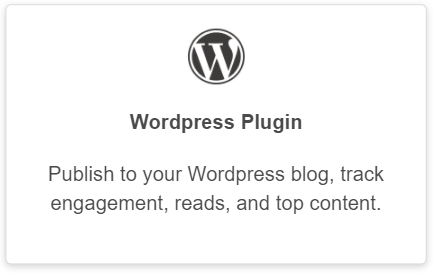 Wordpress Plugin
Publish to your Wordpress blog, track
engagement, reads, and top content.